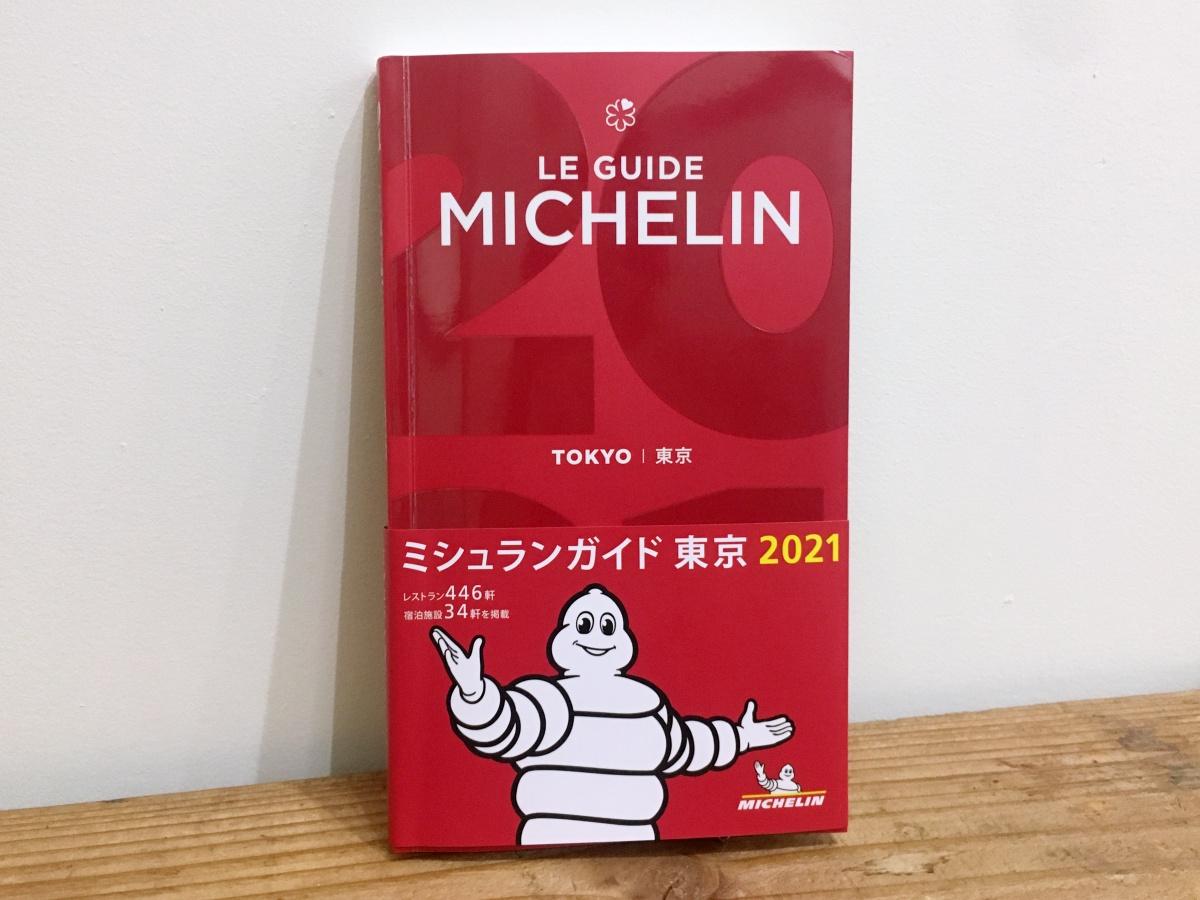 20
LE GUIDE
MICHELIN
TOKYO | 東京
ミシュランガイド 東京 2021
レストラン446軒
宿泊施設34軒を掲載
MICHELIN